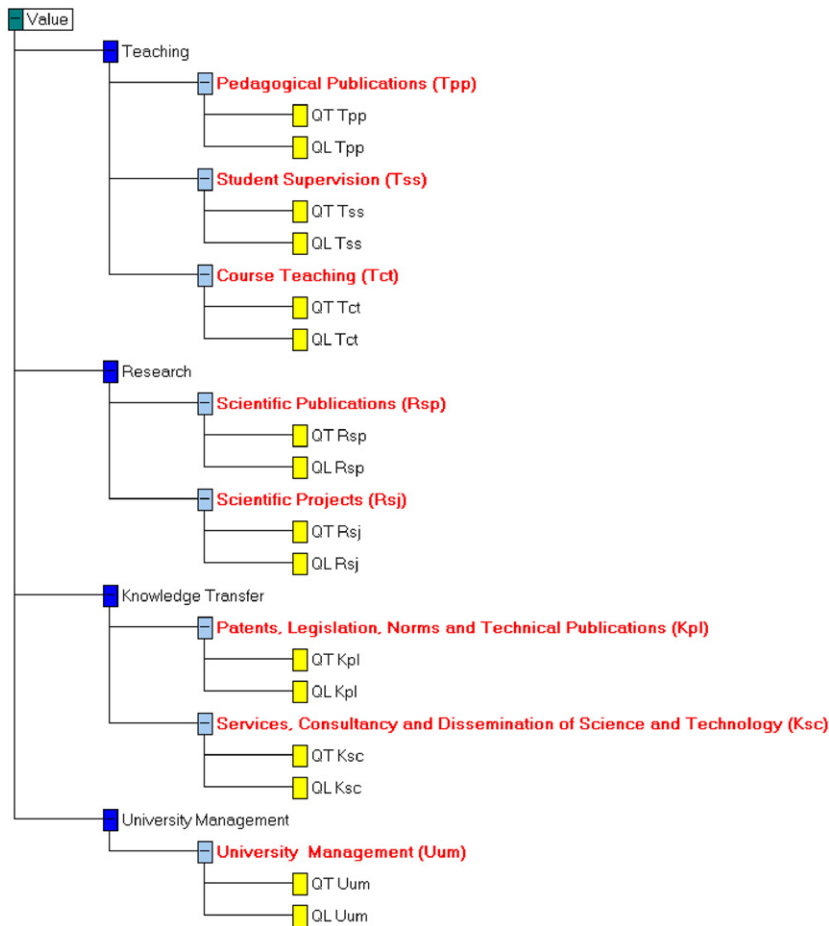 Value
Teaching
Pedagogical Publications (Tpp)
QT Tpp
QL Tpp
Student Supervision (Tss)
QT Tss
QL Tss
Course Teaching (Tct)
QT Tct
QL Tct
Research
Scientific Publications (Rsp)
QT Rsp
QL Rsp
Scientific Projects (Rsj)
QT Rsj
QL Rsj
Knowledge Transfer
Patents, Legislation, Norms and Technical Publications (Kpl)
QT Kpl
QL Kpl
Services, Consultancy and Dissemination of Science and Technology (Ksc)
QT Ksc
QL Ksc
University Management
University Management (Uum)
QT Uum
QL Uum